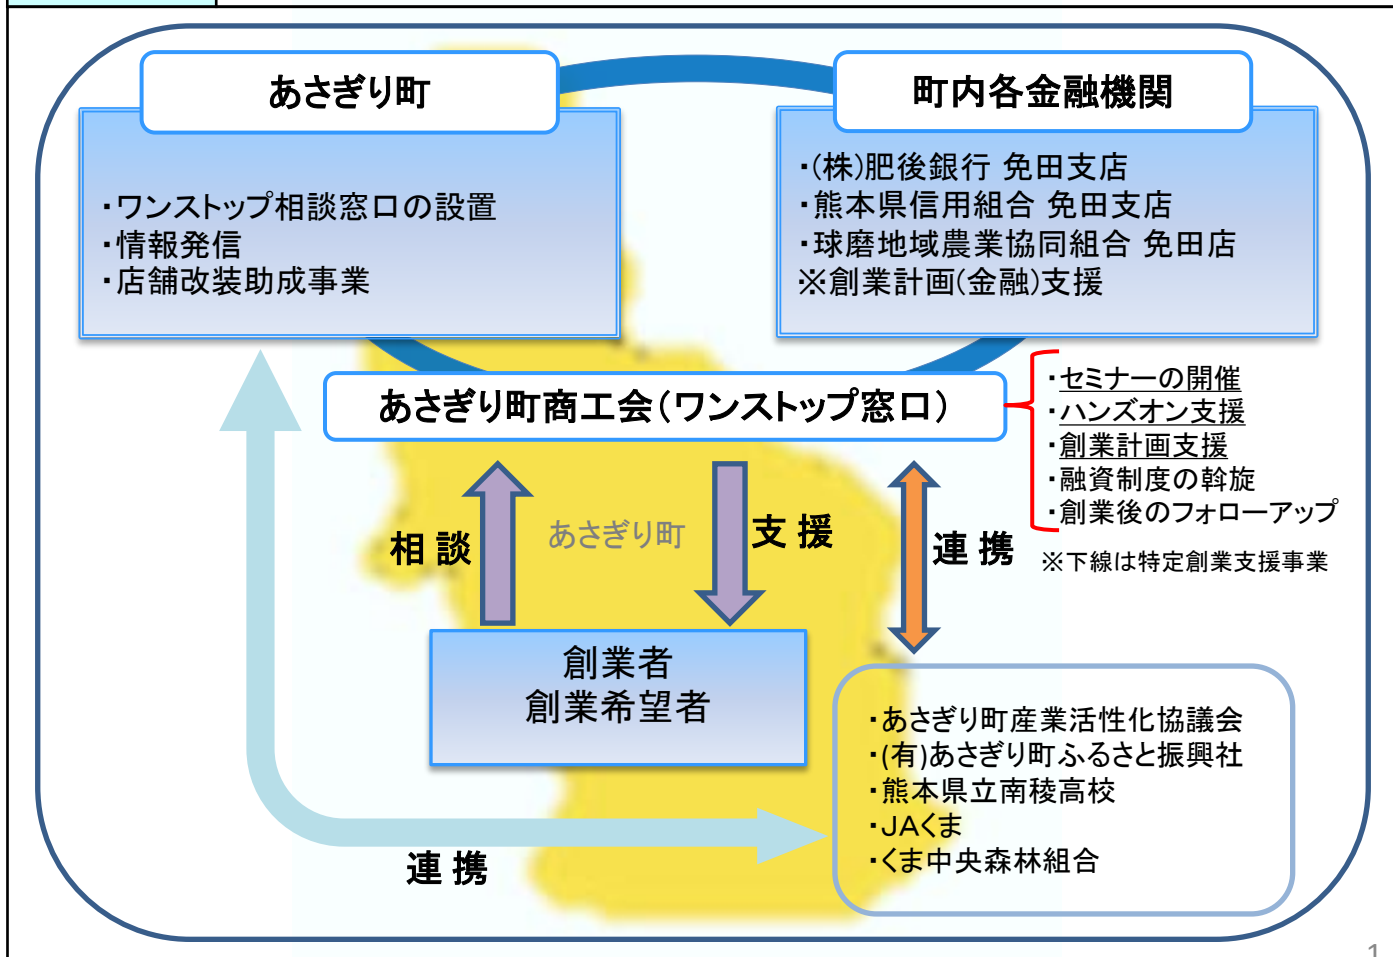 あさぎり町
・ワンストップ相談窓口の設置
・情報発信
・店舗改装助成事業
町内各金融機関
・(株)肥後銀行 免田支店
・熊本県信用組合 免田支店
・球磨地域農業協同組合 免田店
※創業計画(金融)支援
あさぎり町商工会(ワンストップ窓口)
・セミナーの開催
・ハンズオン支援
・創業計画支援
・融資制度の斡旋
・創業後のフォローアップ
※下線は特定創業支援事業
相 談
あさぎり町
支 援
連 携
創業者
創業希望者
・あさぎり町産業活性化協議会
・(有)あさぎり町ふるさと振興社
・熊本県立南稜高校
・JAくま
・くま中央森林組合
連 携
1